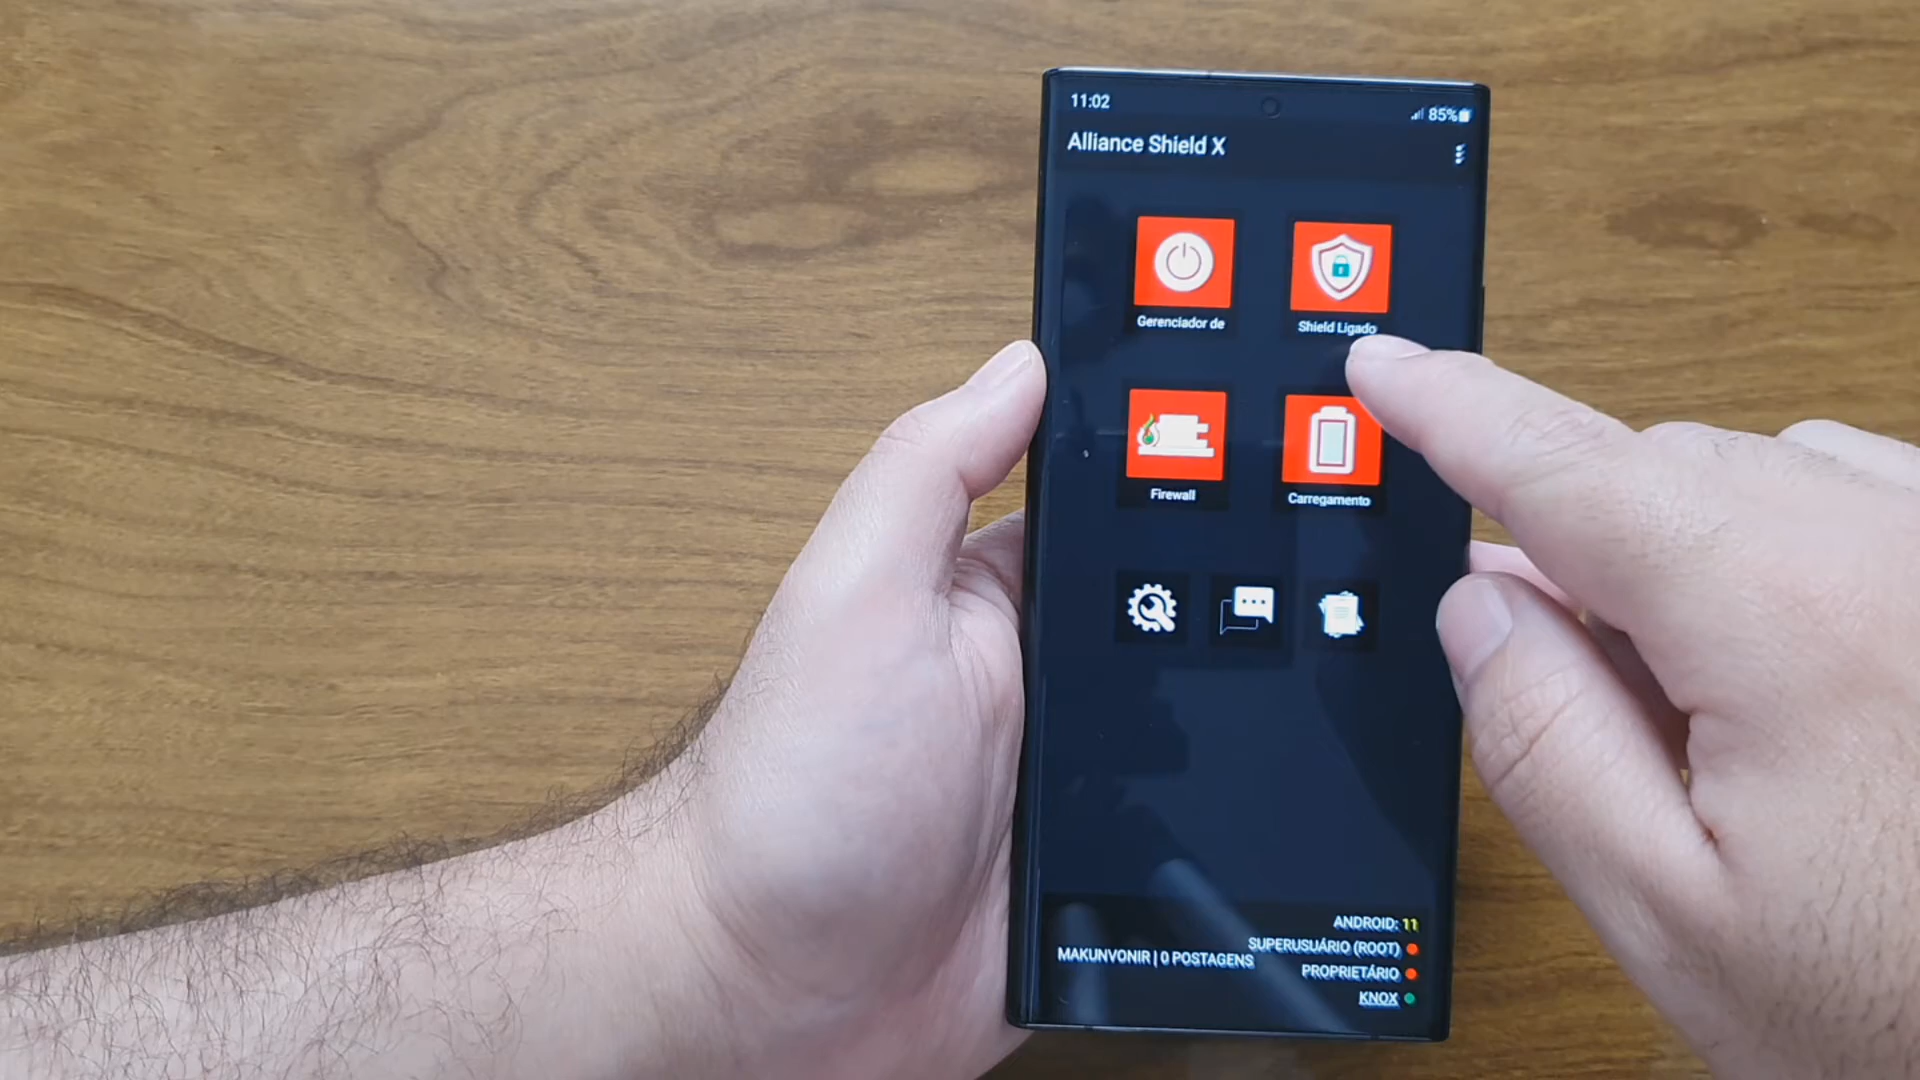 11:02
85%
Alliance Shield X
Gerenciador de
Shield Ligado
Firewall
Carregamento
ANDROID: 11
SUPERUSUÁRIO (ROOT)
MAKUNVONIR | 0 POSTAGENS
PROPRIETÁRIO
KNOX